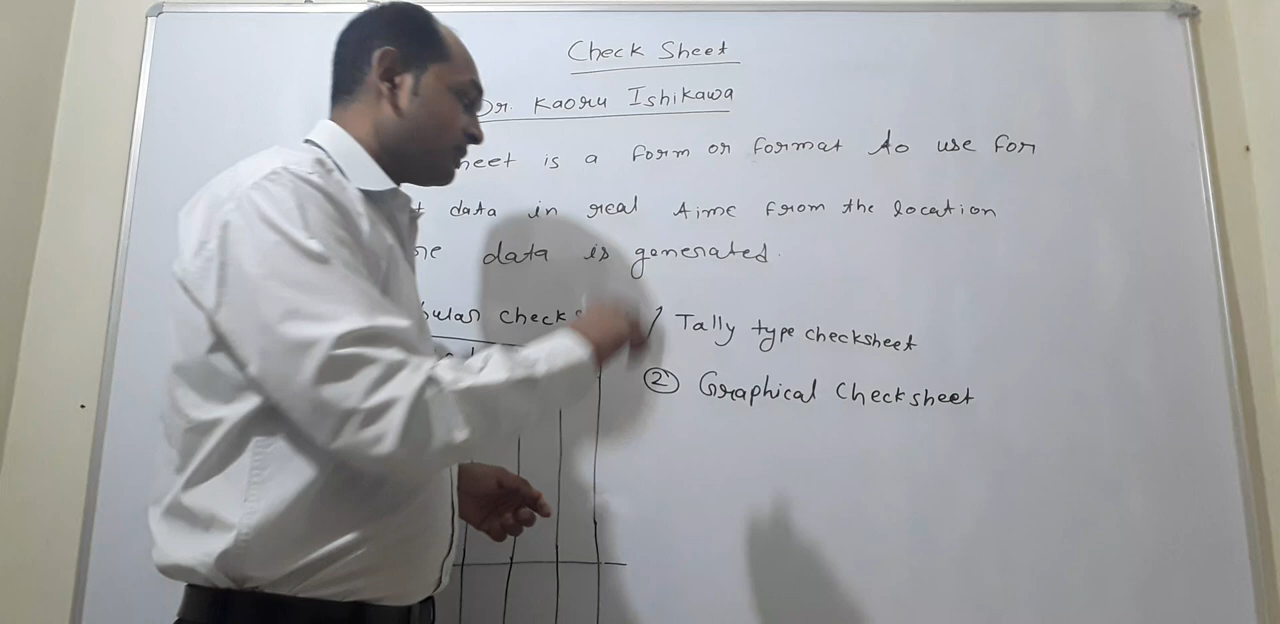 Check Sheet
Dr. Kaoru Ishikawa
is a form or format to use for
data in real time from the location
data is generated.
/ Tally type checksheet
② Graphical Checksheet